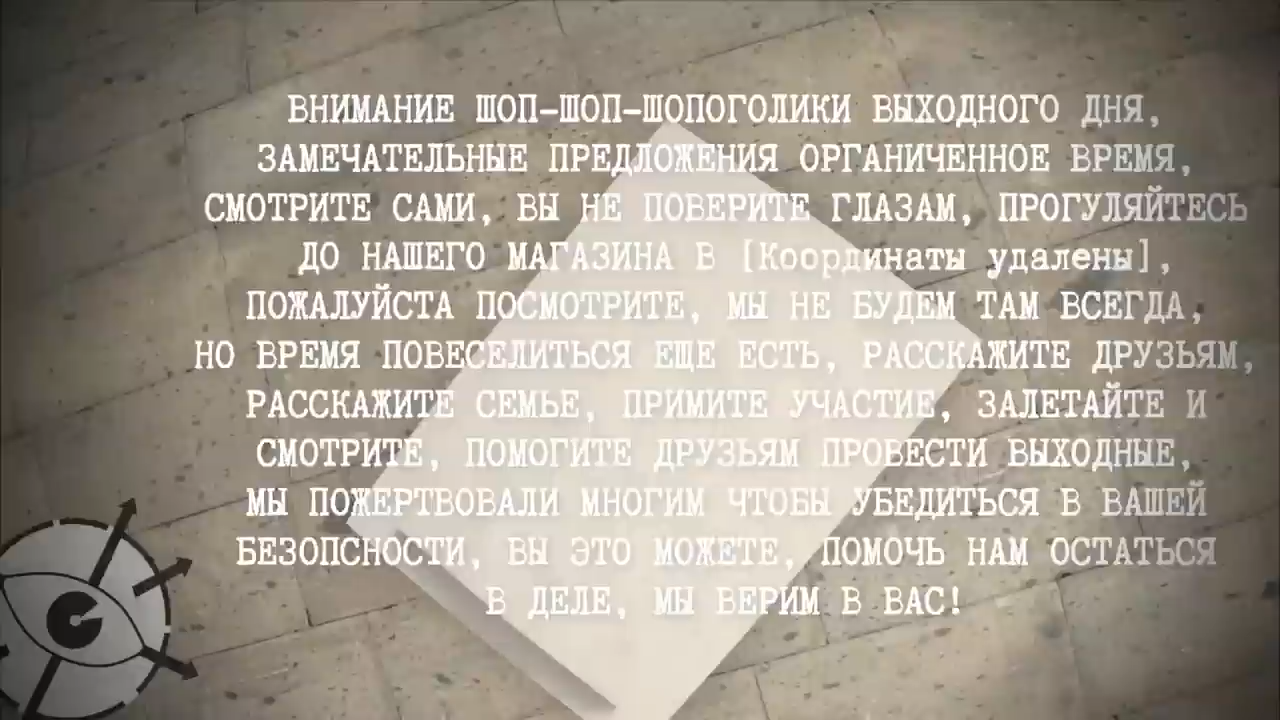 ВНИМАНИЕ ШОП-ШОП-ШОПОГОЛИКИ ВЫХОДНОГО ДНЯ,
ЗАМЕЧАТЕЛЬНЫЕ ПРЕДЛОЖЕНИЯ ОРГАНИЧЕННОЕ ВРЕМЯ,
СМОТРИТЕ САМИ, ВЫ НЕ ПОВЕРИТЕ ГЛАЗАМ, ПРОГУЛЯЙТЕСЬ
ДО НАШЕГО МАГАЗИНА В [Координаты удалены],
ПОЖАЛУЙСТА ПОСМОТРИТЕ, МЫ НЕ БУДЕМ ТАМ ВСЕГДА,
НО ВРЕМЯ ПОВЕСЕЛИТЬСЯ ЕЩЕ ЕСТЬ, РАССКАЖИТЕ ДРУЗЬЯМ,
РАССКАЖИТЕ СЕМЬЕ, ПРИМИТЕ УЧАСТИЕ, ЗАЛЕТАЙТЕ И
СМОТРИТЕ, ПОМОГИТЕ ДРУЗЬЯМ ПРОВЕСТИ ВЫХОДНЫЕ,
МЫ ПОЖЕРТВОВАЛИ МНОГИМ ЧТОБЫ УБЕДИТЬСЯ В ВАШЕЙ
БЕЗОПСНОСТИ, ВЫ ЭТО МОЖЕТЕ, ПОМОЧЬ НАМ ОСТАТЬСЯ
В ДЕЛЕ, МЫ ВЕРИМ В ВАС!